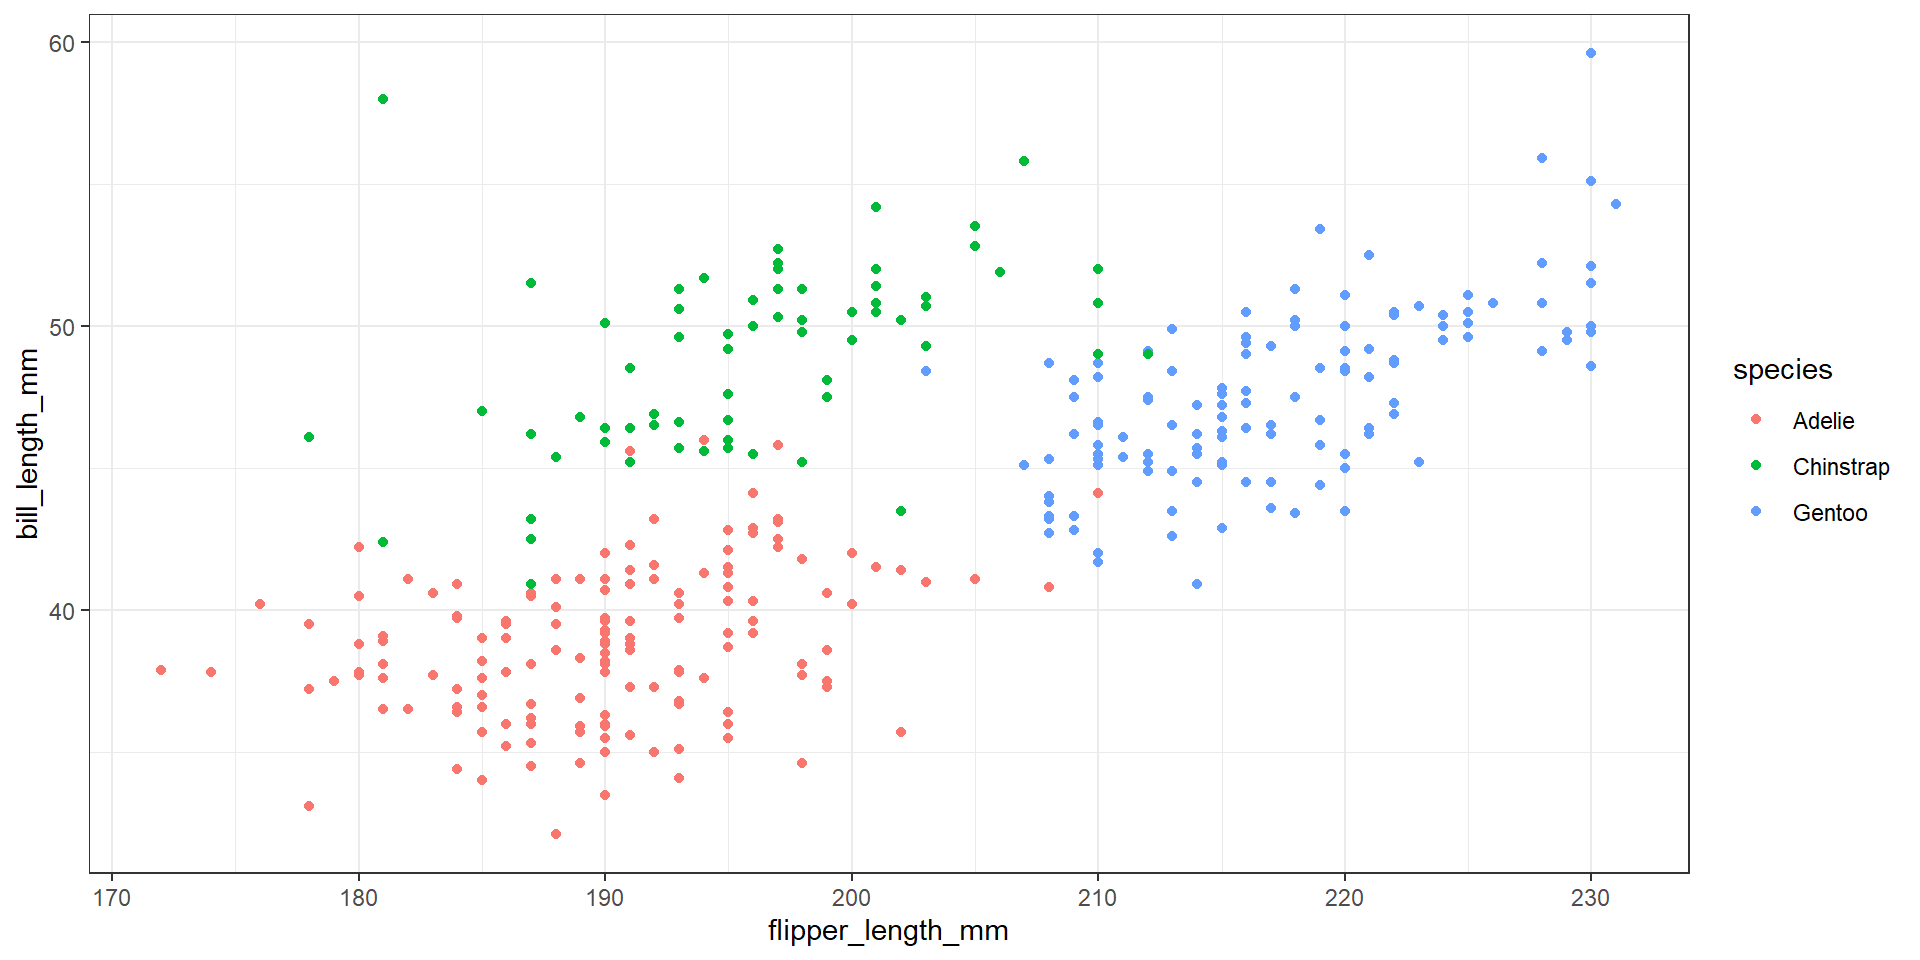 60
50
40
bill_length_mm
170 180 190 200 210 220 230
flipper_length_mm
species
Adelie
Chinstrap
Gentoo